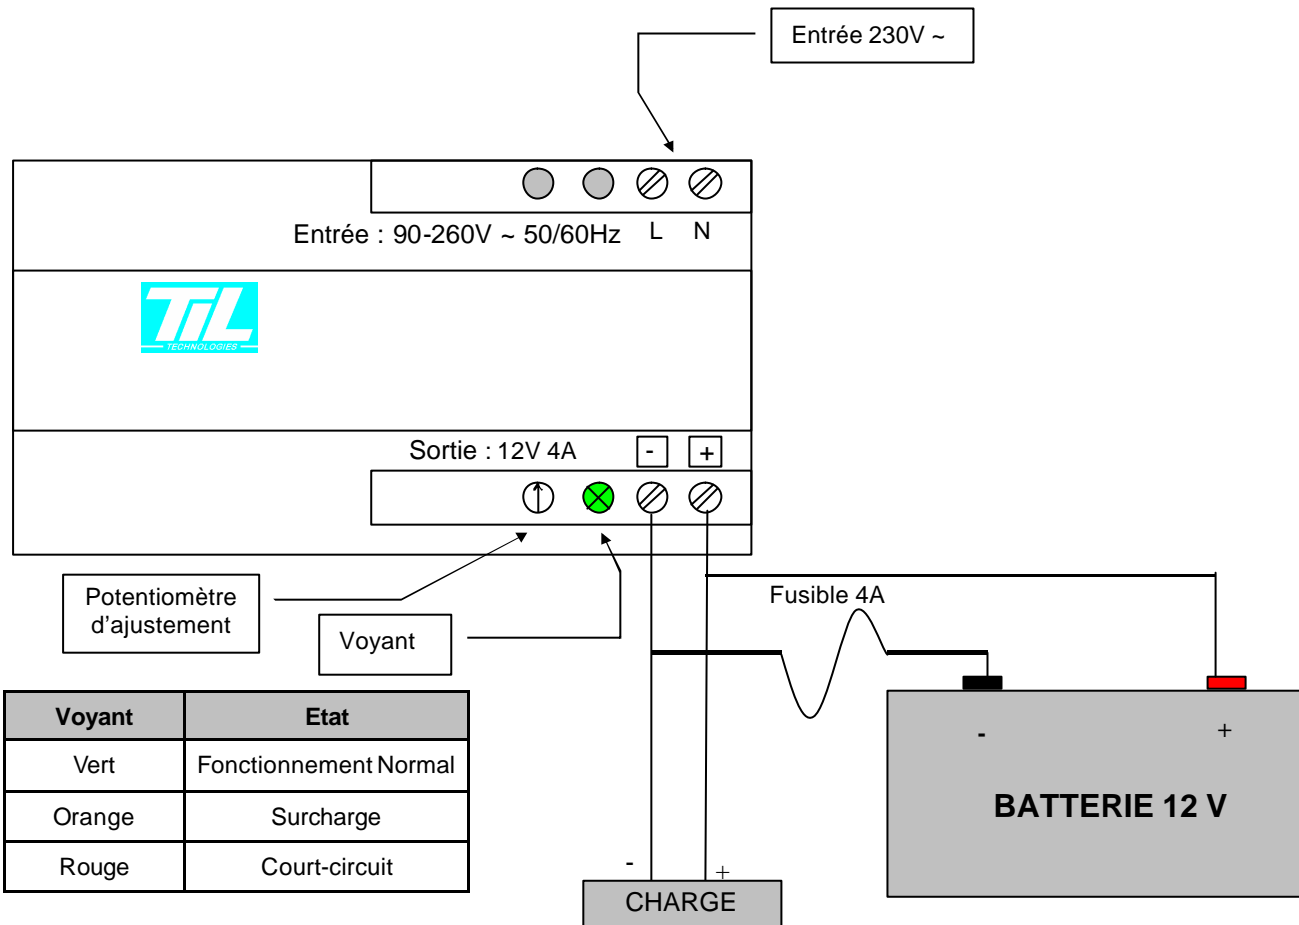 Entrée 230V ~
Entrée : 90-260V ~ 50/60Hz L N
TiL
TECHNOLOGIES
Sortie : 12V 4A - +
Potentiomètre
d'ajustement
Voyant
Fusible 4A
Voyant Etat
Vert Fonctionnement Normal
Orange Surcharge
Rouge Court-circuit
- +
BATTERIE 12 V
- +
CHARGE